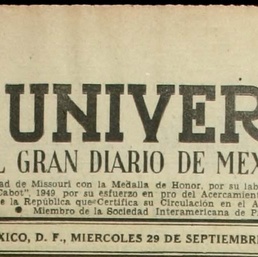 UNIVER
L GRAN DIARIO DE MEX
ad de Missouri con la Medalla de Honor, por su lab
Cabot", 1949 por su esfuerzo en pro del Acercamien
e la República que Certifica su Circulación en el A
Miembro de la Sociedad Interamericana de P
XICO, D. F., MIERCOLES 29 DE SEPTIEMBRE